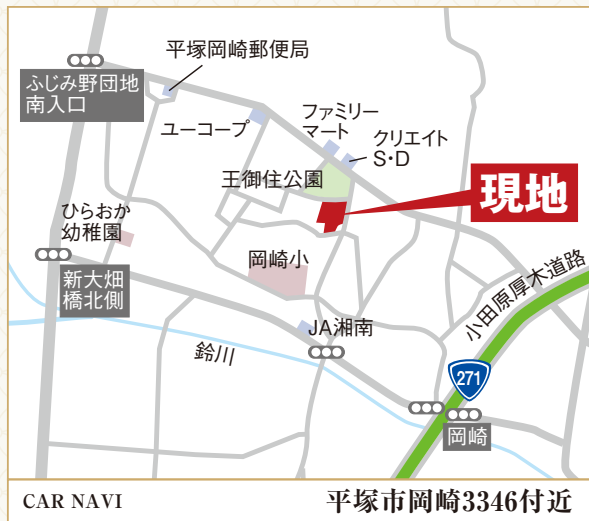 平塚岡崎郵便局
ふじみ野団地
南入口
ユーコープ
ファミリー
マート
クリエイト
S・D
王御住公園
現地
ひらおか
幼稚園
岡崎小
新大畑
橋北側
小田原厚木道路
JA湘南
鈴川
271
岡崎
CAR NAVI
平塚市岡崎3346付近